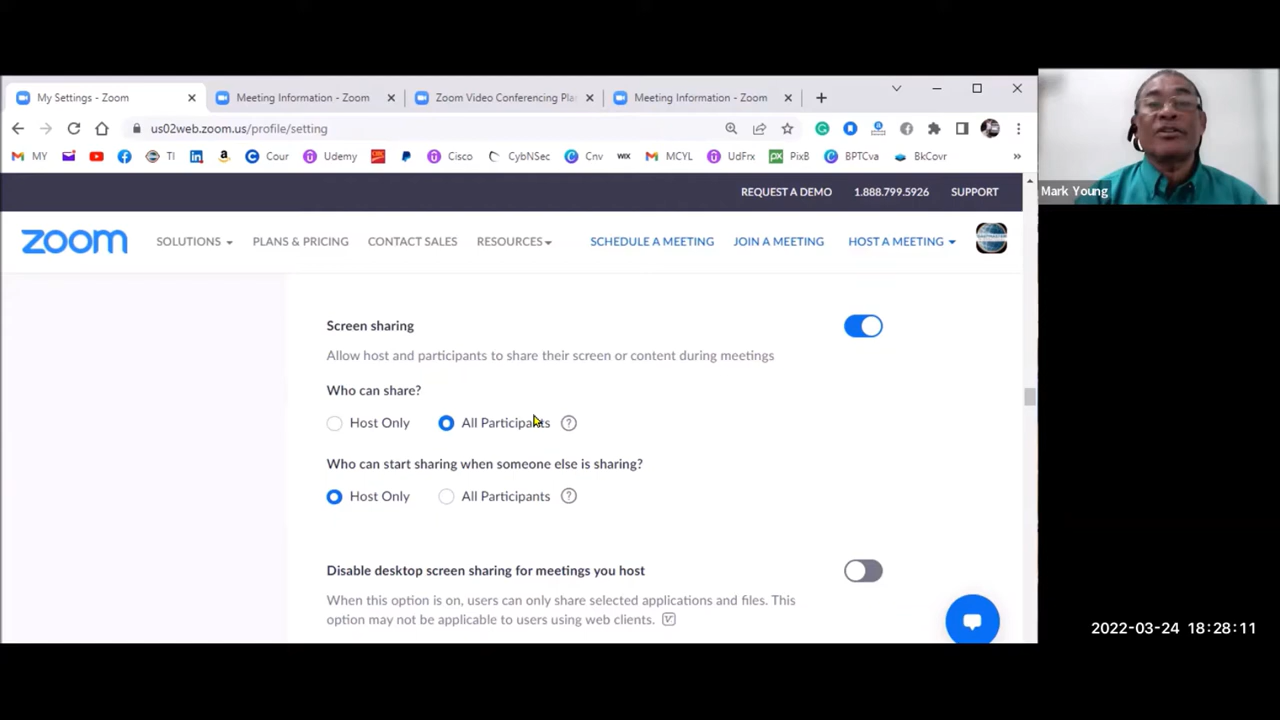 My Settings - Zoom
Meeting Information - Zoom
Zoom Video Conferencing Pla
Meeting Information - Zoom
us02web.zoom.us/profile/setting
MY
TI
Cour
Udemy
Cisco
CybNSec
Cnv
WIX
MCYL
UdFrx
PX
PixB
BPTCva
BkCovr
Mark Young
REQUEST A DEMO 1.888.799.5926 SUPPORT
zoom
SOLUTIONS PLANS & PRICING CONTACT SALES RESOURCES SCHEDULE A MEETING JOIN A MEETING HOST A MEETING
Screen sharing
Allow host and participants to share their screen or content during meetings
Who can share?
Host Only All Participants ?
Who can start sharing when someone else is sharing?
Host Only All Participants ?
Disable desktop screen sharing for meetings you host
When this option is on, users can only share selected applications and files. This
option may not be applicable to users using web clients.
2022-03-24 18:28:11